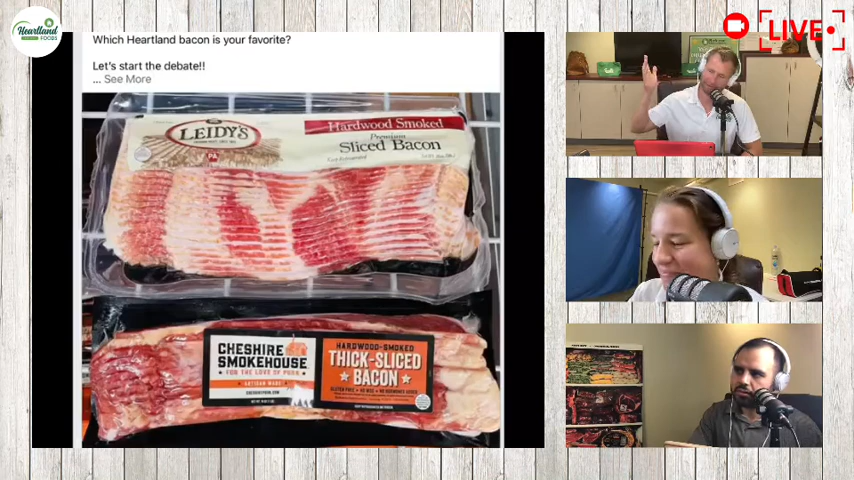 Heartland
FOODS
LIVE
Which Heartland bacon is your favorite?
Let's start the debate!!
... See More
LEIDY'S
PA
Hardwood Smoked
Premium
Sliced Bacon
CHESHIRE
SMOKEHOUSE
FOR THE LOVE OF PORK
ARTISAN MADE
HARDWOOD-SMOKED
THICK-SLICED
BACON